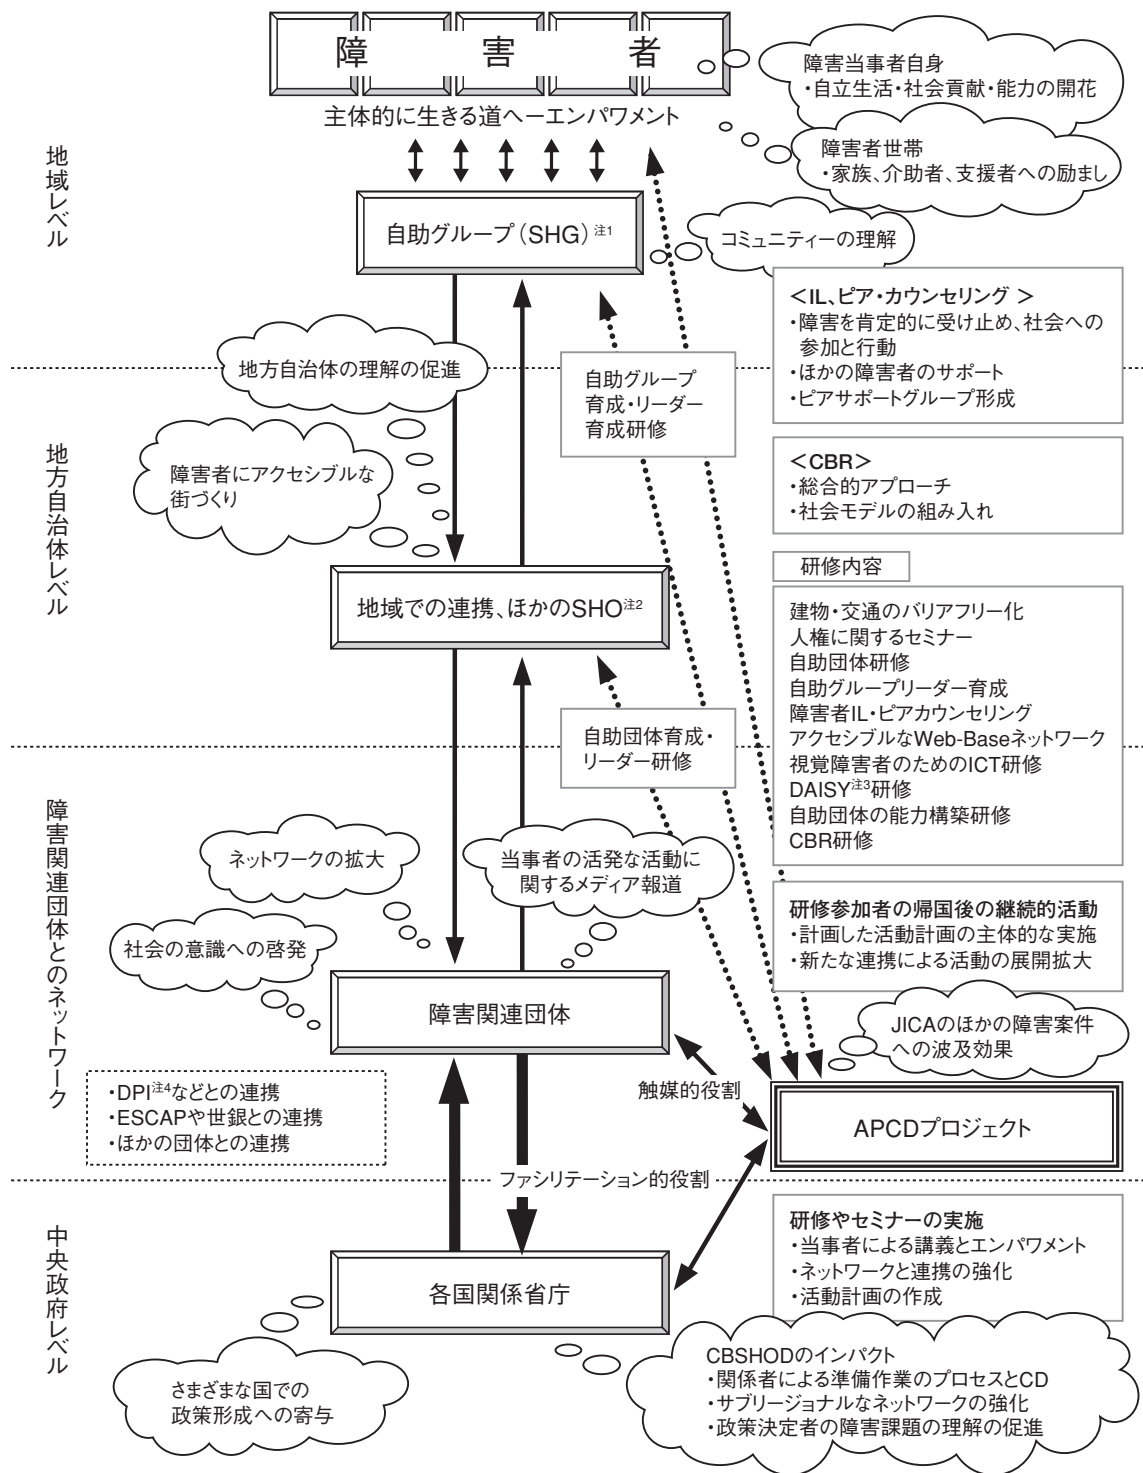 障 害 者
主体的に生きる道へーエンパワメント
障害当事者自身
・自立生活・社会貢献・能力の開花
障害者世帯
・家族、介助者、支援者への励まし
地域レベル
自助グループ（SHG）注1
コミュニティーの理解
＜IL、ピア・カウンセリング ＞
・障害を肯定的に受け止め、社会への
参加と行動
・ほかの障害者のサポート
・ピアサポートグループ形成
地方自治体の理解の促進
自助グループ
育成・リーダー
育成研修
地方自治体レベル
障害者にアクセシブルな
街づくり
＜CBR＞
・総合的アプローチ
・社会モデルの組み入れ
研修内容
地域での連携、ほかのSHO注2
建物・交通のバリアフリー化
人権に関するセミナー
自助団体研修
自助グループリーダー育成
障害者IL・ピアカウンセリング
アクセシブルなWeb-Baseネットワーク
視覚障害者のためのICT研修
DAISY注3研修
自助団体の能力構築研修
CBR研修
自助団体育成・
リーダー研修
障害関連団体とのネットワーク
ネットワークの拡大
当事者の活発な活動に
関するメディア報道
社会の意識への啓発
研修参加者の帰国後の継続的活動
・計画した活動計画の主体的な実施
・新たな連携による活動の展開拡大
障害関連団体
JICAのほかの障害案件
への波及効果
・DPI注4などとの連携
・ESCAPや世銀との連携
・ほかの団体との連携
触媒的役割
APCDプロジェクト
ファシリテーション的役割
中央政府レベル
研修やセミナーの実施
・当事者による講義とエンパワメント
・ネットワークと連携の強化
・活動計画の作成
各国関係省庁
さまざまな国での
政策形成への寄与
CBSHODのインパクト
・関係者による準備作業のプロセスとCD
・サブリージョナルなネットワークの強化
・政策決定者の障害課題の理解の促進